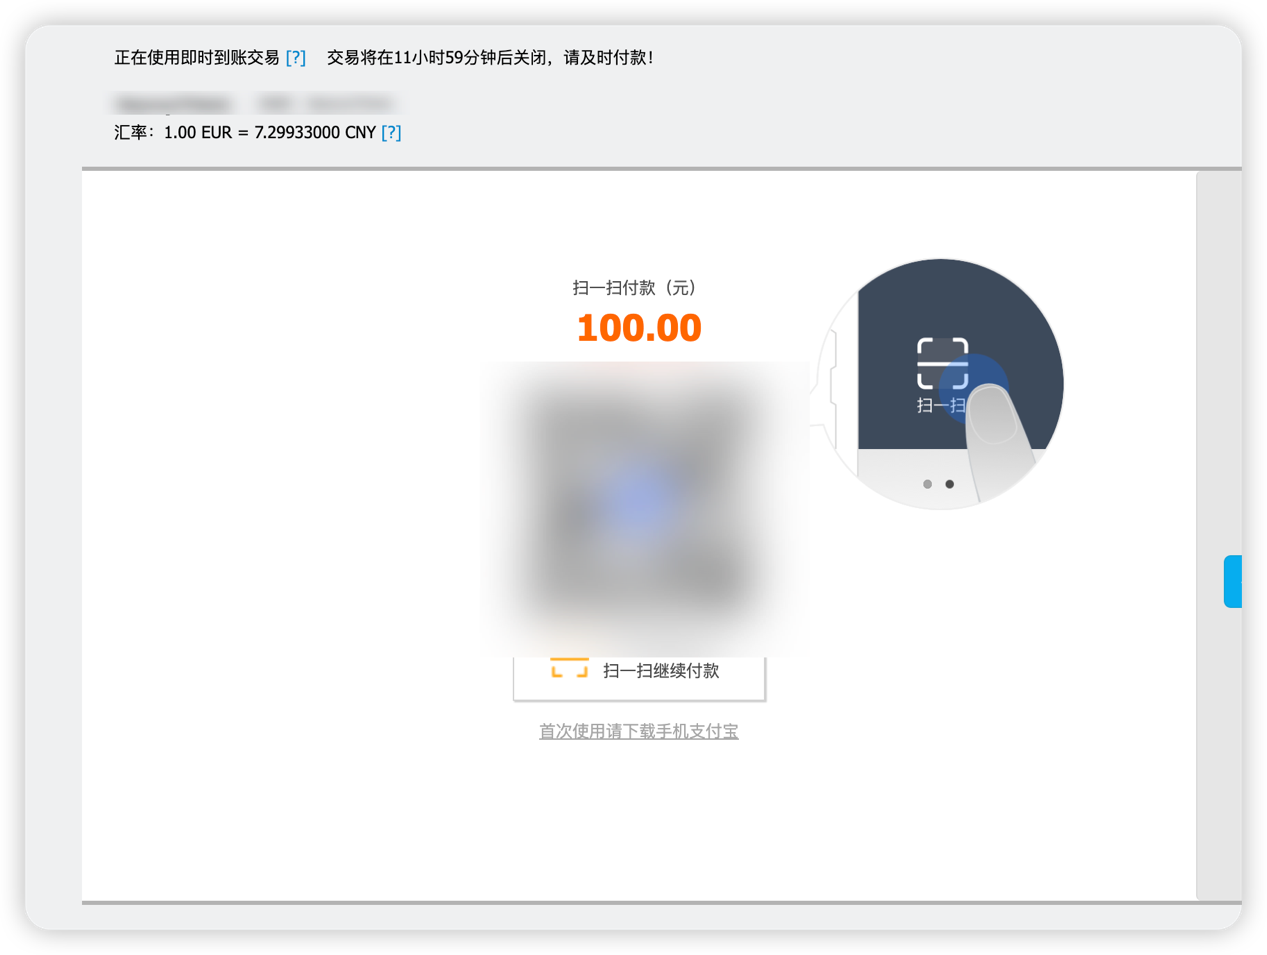 正在使用即时到账交易 [?] 交易将在11小时59分钟后关闭，请及时付款！
汇率：1.00 EUR = 7.29933000 CNY [?]
扫一扫付款（元）
100.00
扫一扫
扫一扫继续付款
首次使用请下载手机支付宝